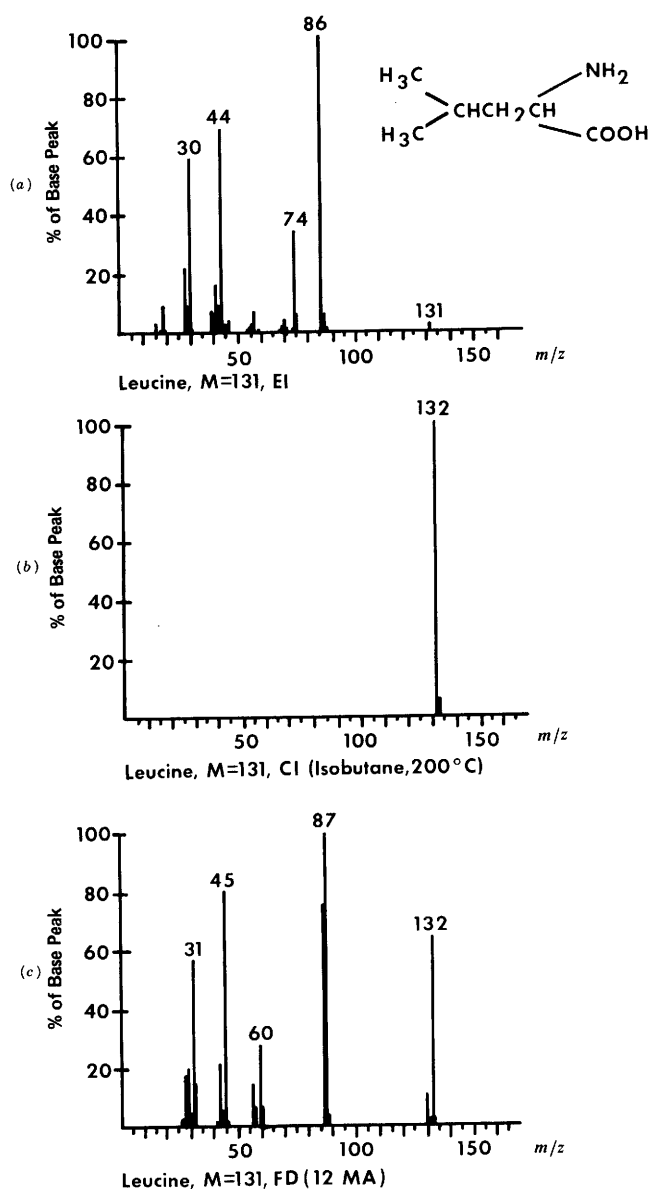 86
100
80
44
60
30
(a)
% of Base Peak
40
74
20
131
50
100
150
m/z
Leucine, M=131, EI
H3C
NH2
CHCH2CH
H3C
COOH
132
100
80
60
(b)
% of Base Peak
40
20
50
100
150
m/z
Leucine, M=131, CI (Isobutane,200°C)
87
100
45
80
132
31
60
(c)
% of Base Peak
60
40
20
50
100
150
m/z
Leucine, M=131, FD (12 MA)